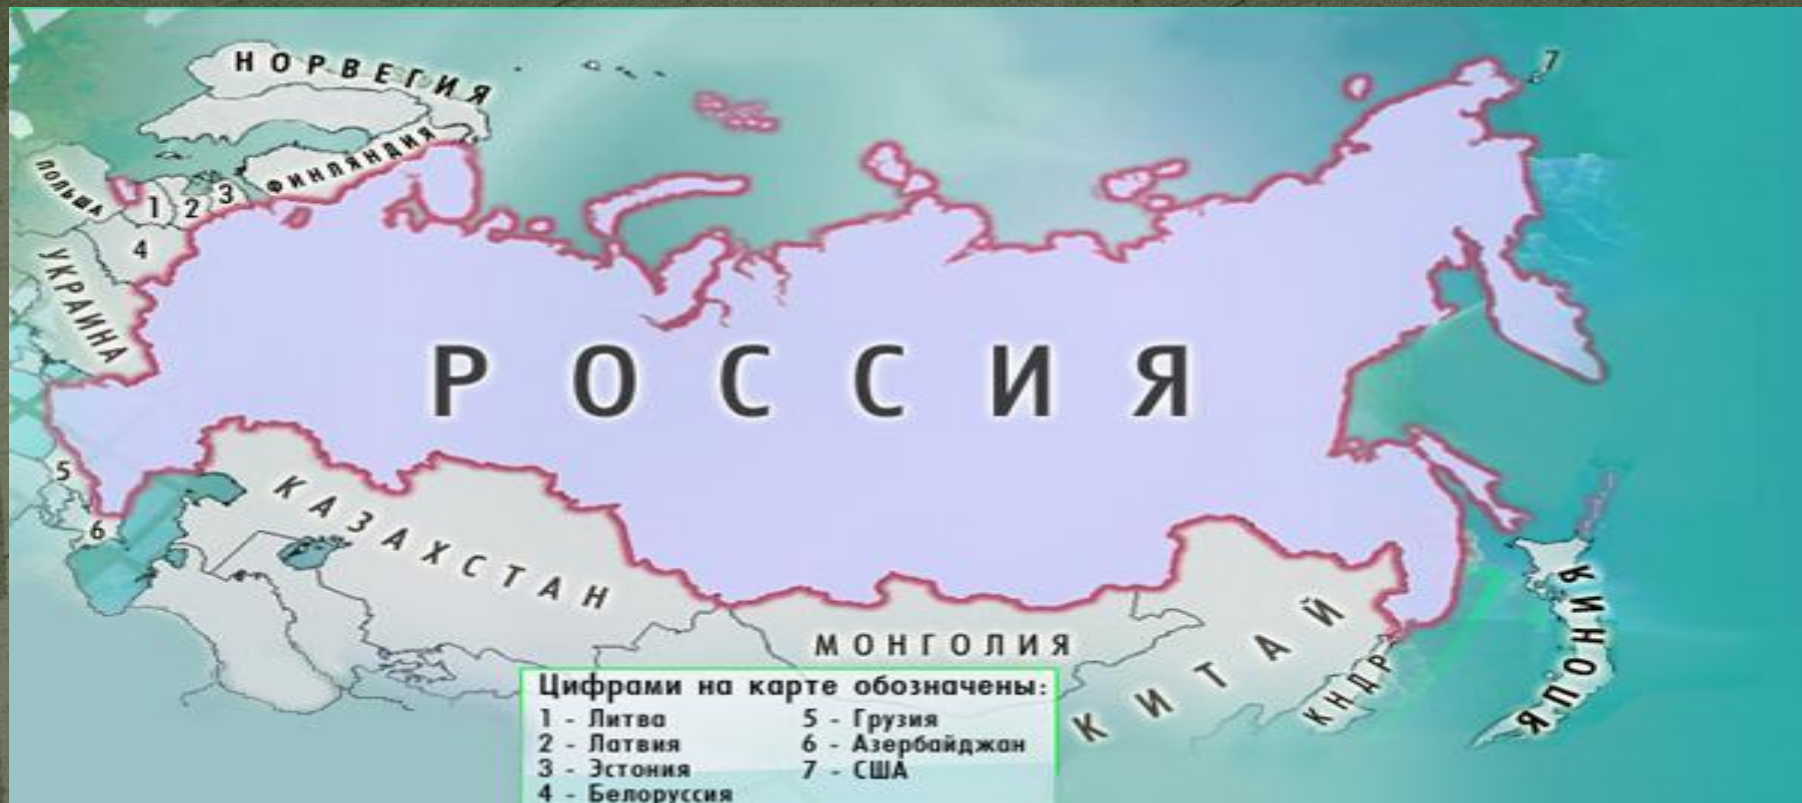 НОРВЕГИЯ
ФИНЛЯНДИЯ
ПОЛЬША
1
2
3
4
УКРАИНА
РОССИЯ
5
6
7
КАЗАХСТАН
МОНГОЛИЯ
КИТАЙ
КНДР
ЯПОНИЯ
Цифрами на карте обозначены:
1 - Литва
2 - Латвия
3 - Эстония
4 - Белоруссия
5 - Грузия
6 - Азербайджан
7 - США